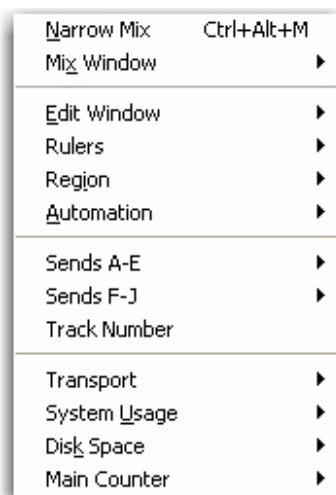 Narrow Mix Ctrl+Alt+M
Mix Window
Edit Window
Rulers
Region
Automation
Sends A-E
Sends F-J
Track Number
Transport
System Usage
Disk Space
Main Counter